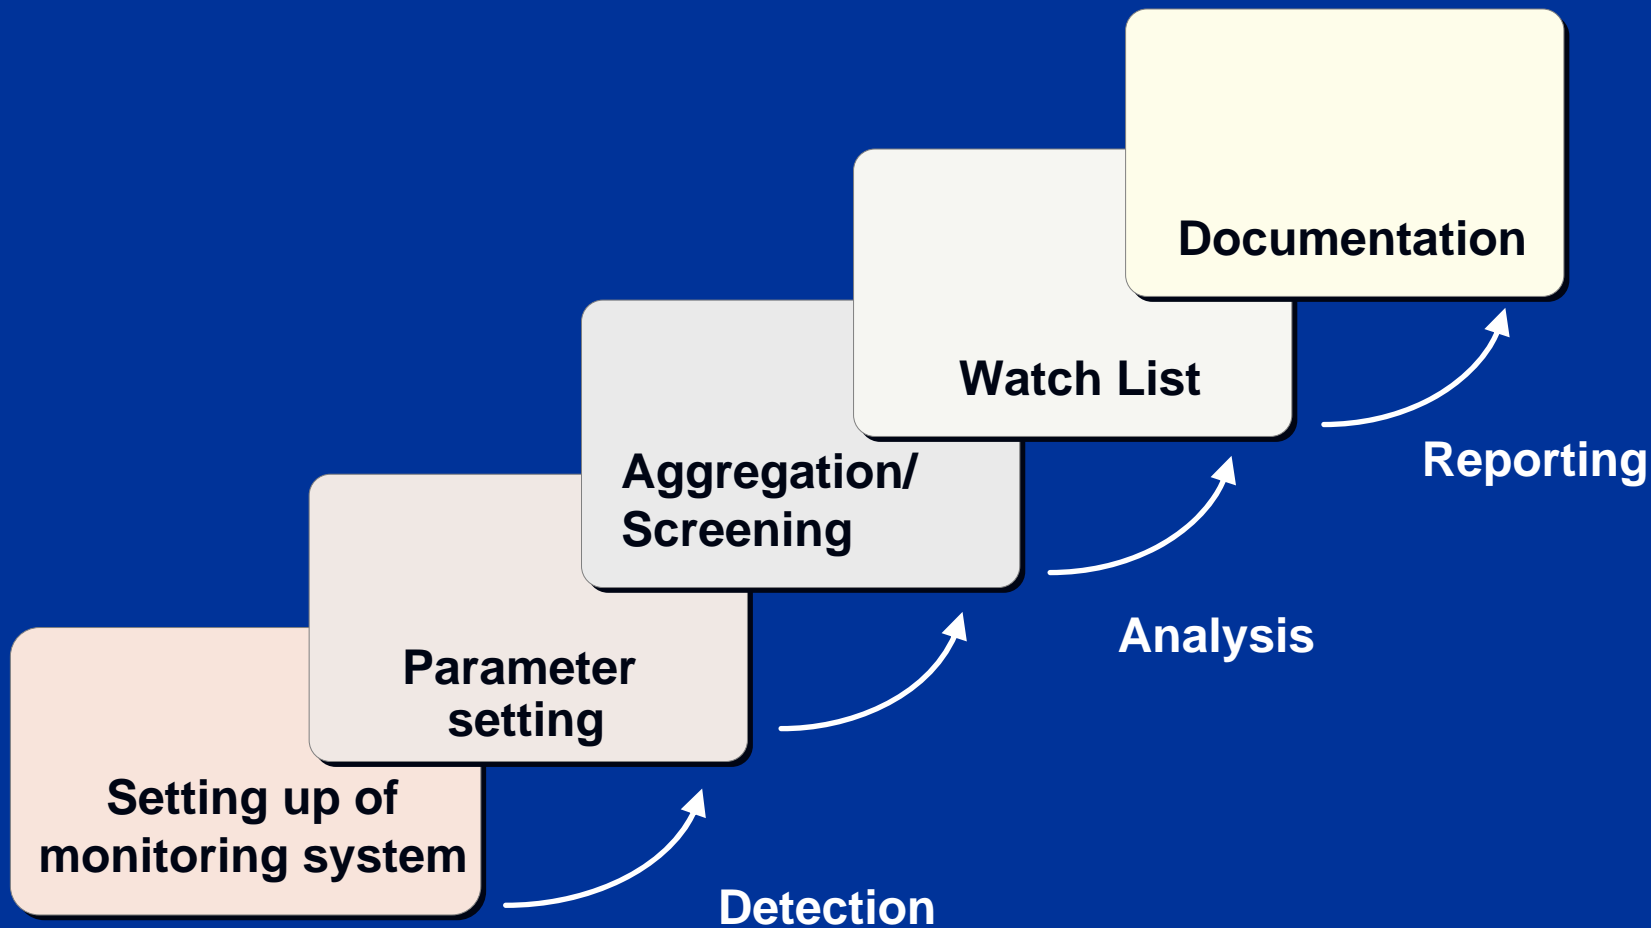 Documentation
Watch List
Reporting
Aggregation/
Screening
Analysis
Parameter
setting
Setting up of
monitoring system
Detection